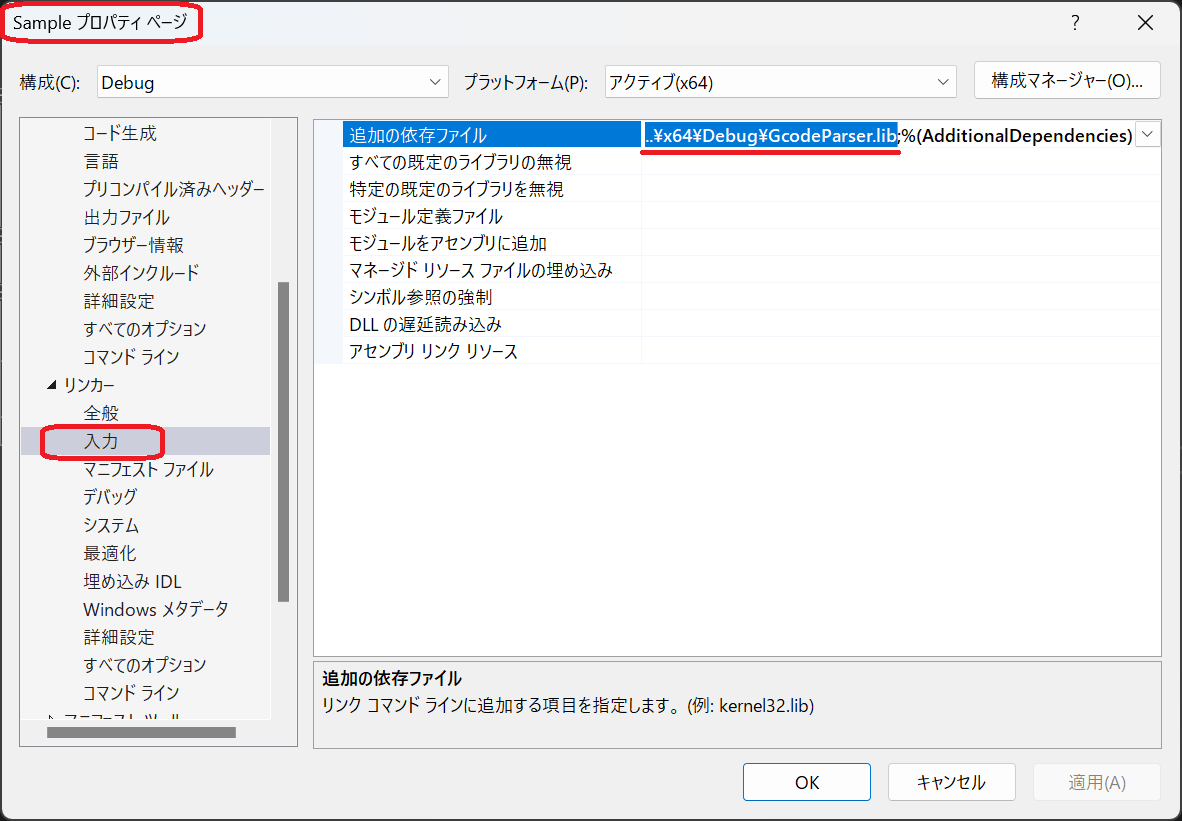 Sample プロパティ ページ
?
構成(C):
Debug
プラットフォーム(P):
アクティブ(x64)
構成マネージャー(O)...
コード生成
言語
プリコンパイル済みヘッダー
出力ファイル
ブラウザー情報
外部インクルード
詳細設定
すべてのオプション
コマンド ライン
リンカー
全般
入力
マニフェスト ファイル
デバッグ
システム
最適化
埋め込み IDL
Windows メタデータ
詳細設定
すべてのオプション
コマンド ライン
マニフェスト ツール
追加の依存ファイル
..¥x64¥Debug¥GcodeParser.lib;%(AdditionalDependencies)
すべての既定のライブラリの無視
特定の既定のライブラリを無視
モジュール定義ファイル
モジュールをアセンブリに追加
マネージド リソース ファイルの埋め込み
シンボル参照の強制
DLL の遅延読み込み
アセンブリ リンク リソース
追加の依存ファイル
リンク コマンド ラインに追加する項目を指定します。(例: kernel32.lib)
OK
キャンセル
適用(A)